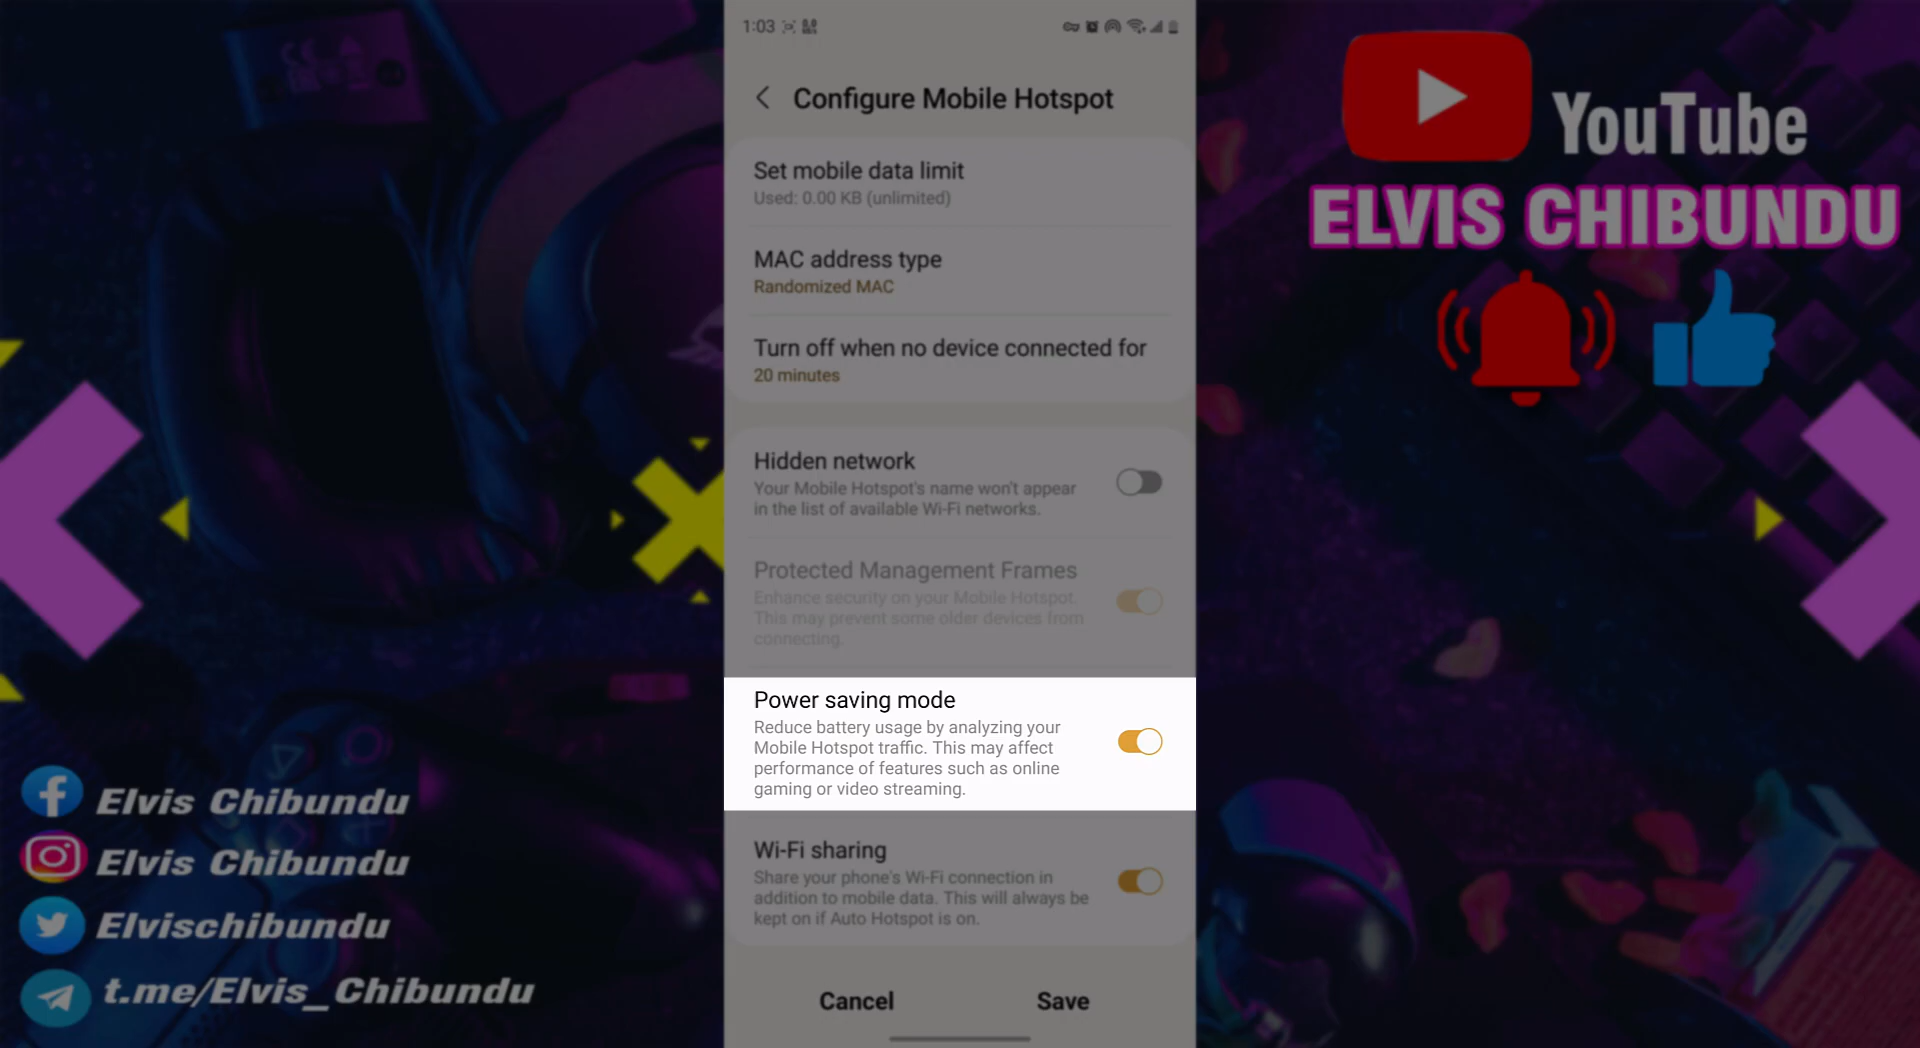 1:03
Configure Mobile Hotspot
Set mobile data limit
Used: 0.00 KB (unlimited)
MAC address type
Randomized MAC
Turn off when no device connected for
20 minutes
Hidden network
Your Mobile Hotspot's name won't appear
in the list of available Wi-Fi networks.
Protected Management Frames
Enhance security on your Mobile Hotspot.
This may prevent some older devices from
connecting.
Power saving mode
Reduce battery usage by analyzing your
Mobile Hotspot traffic. This may affect
performance of features such as online
gaming or video streaming.
Wi-Fi sharing
Share your phone's Wi-Fi connection in
addition to mobile data. This will always be
kept on if Auto Hotspot is on.
Cancel
Save
YouTube
ELVIS CHIBUNDU
Elvis Chibundu
Elvis Chibundu
Elvischibundu
t.me/Elvis_Chibundu